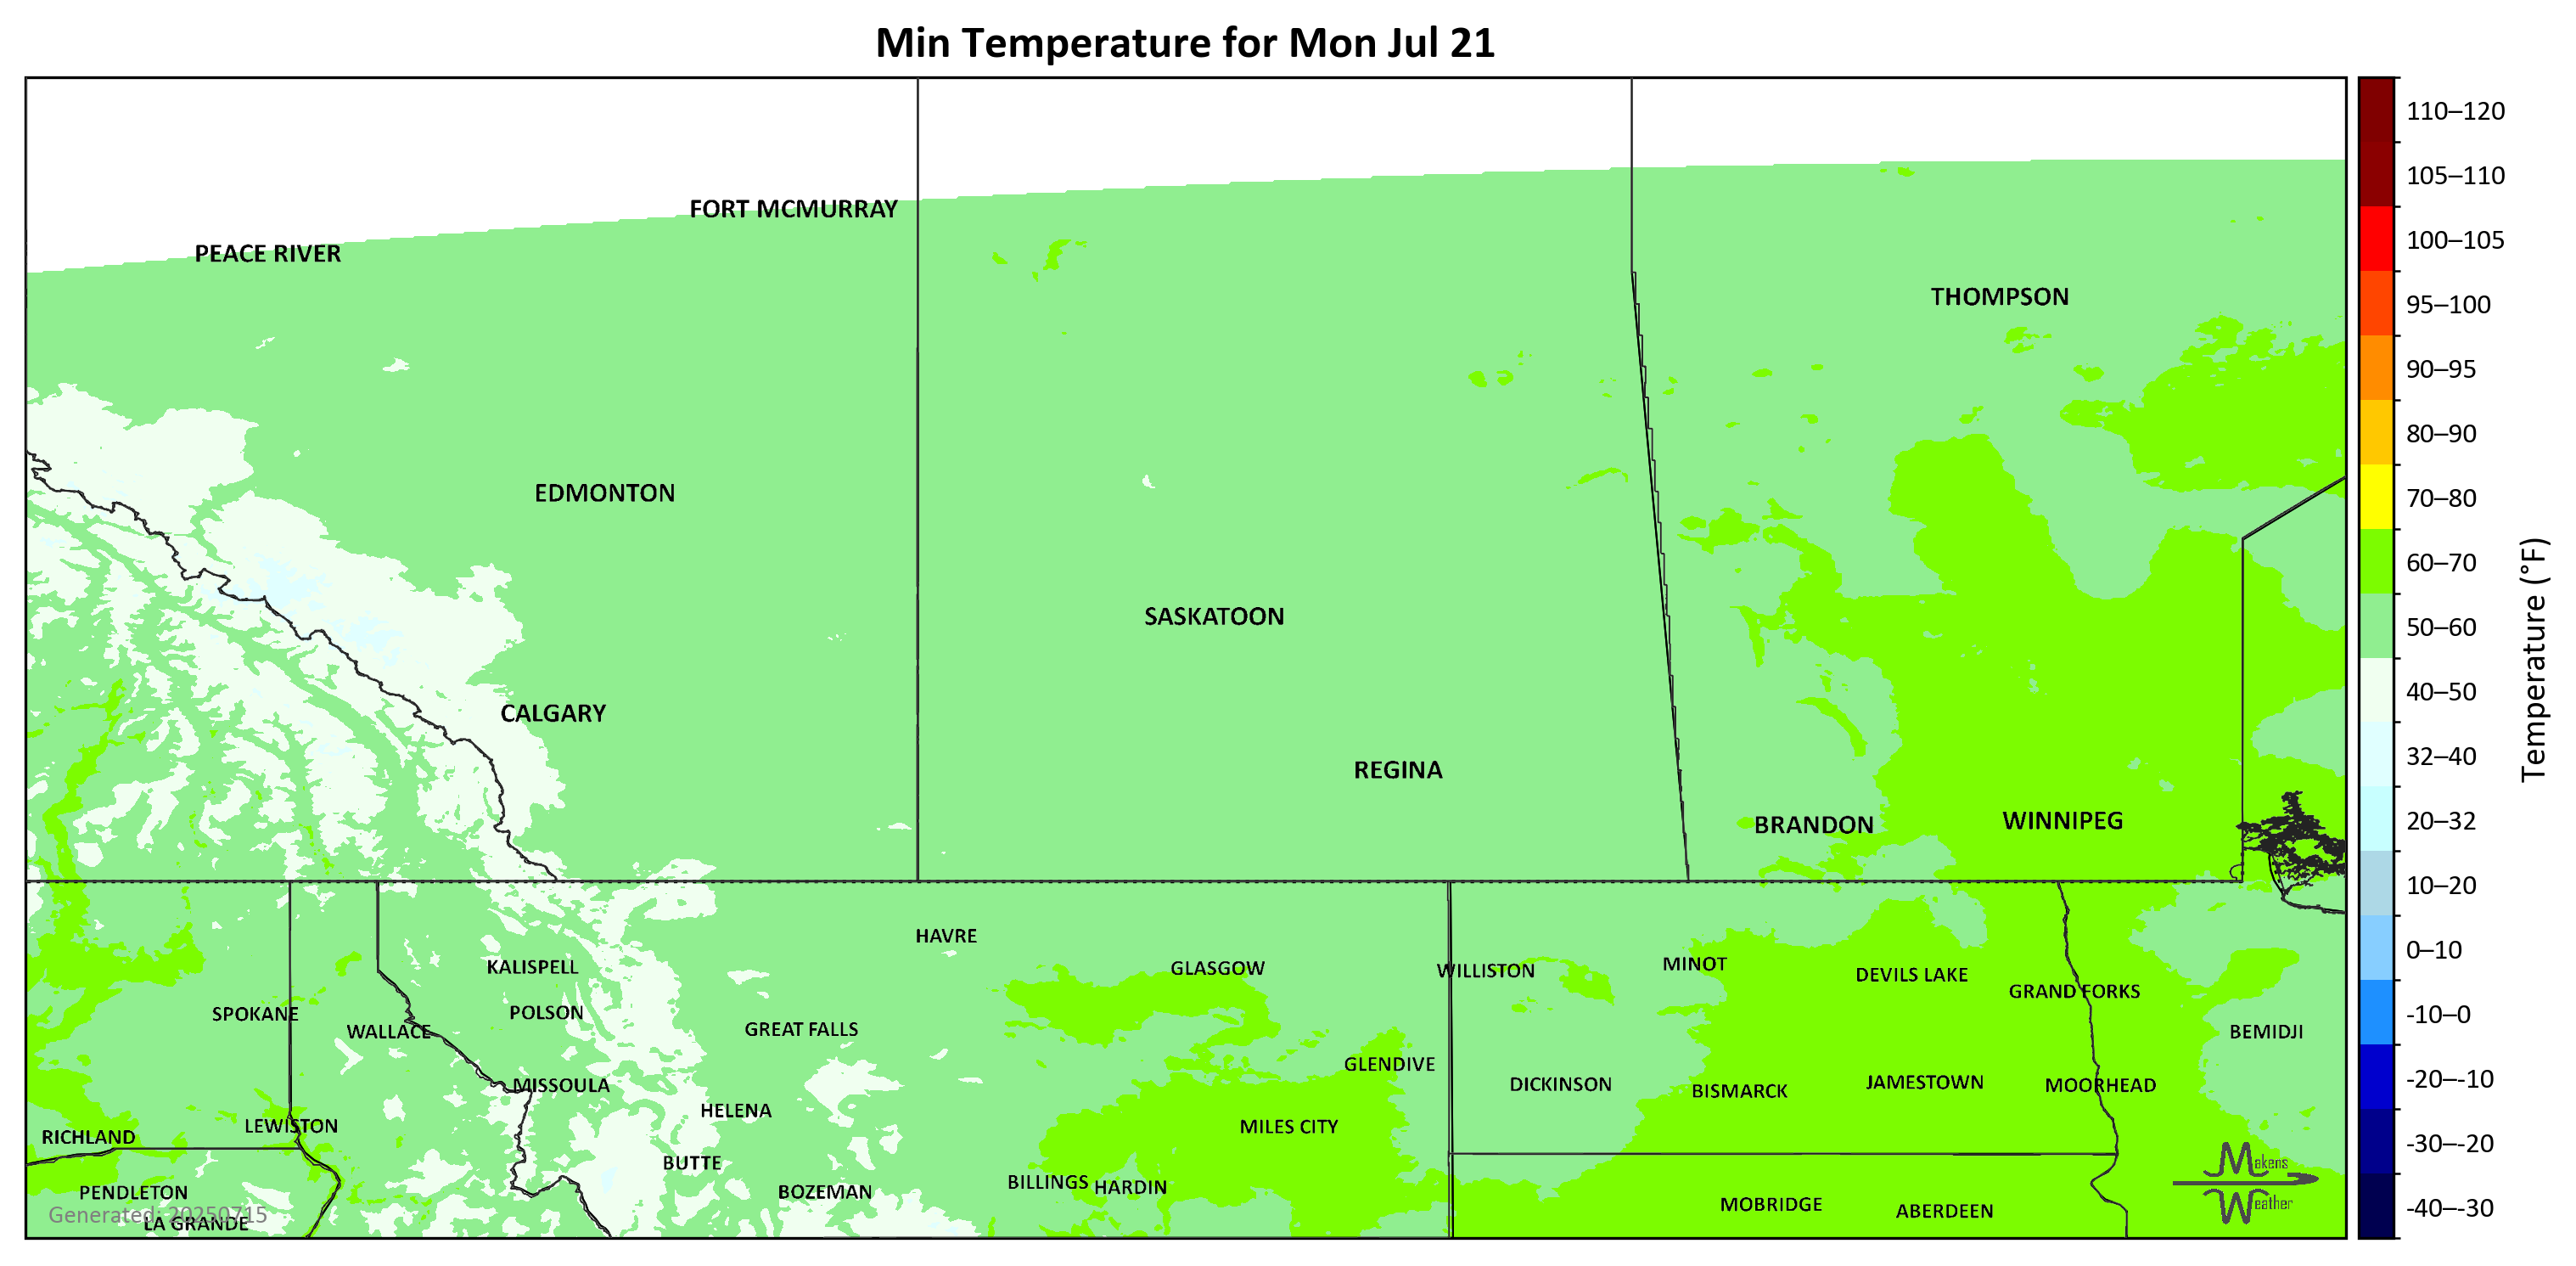 Min Temperature for Mon Jul 21
110–120
105–110
100–105
95–100
90–95
80–90
70–80
60–70
50–60
40–50
32–40
20–32
10–20
0–10
-10–0
-20–-10
-30–-20
-40–-30
Temperature (°F)
FORT MCMURRAY
PEACE RIVER
THOMPSON
EDMONTON
SASKATOON
CALGARY
REGINA
BRANDON
WINNIPEG
HAVRE
KALISPELL
GLASGOW
WILLISTON
MINOT
DEVILS LAKE
GRAND FORKS
SPOKANE
POLSON
WALLACE
GREAT FALLS
BEMIDJI
GLENDIVE
MISSOULA
DICKINSON
BISMARCK
JAMESTOWN
MOORHEAD
HELENA
LEWISTON
MILES CITY
RICHLAND
BUTTE
BILLINGS
HARDIN
PENDLETON
BOZEMAN
MOBRIDGE
ABERDEEN
Generated: 20250715
LA GRANDE
Makens
Weather